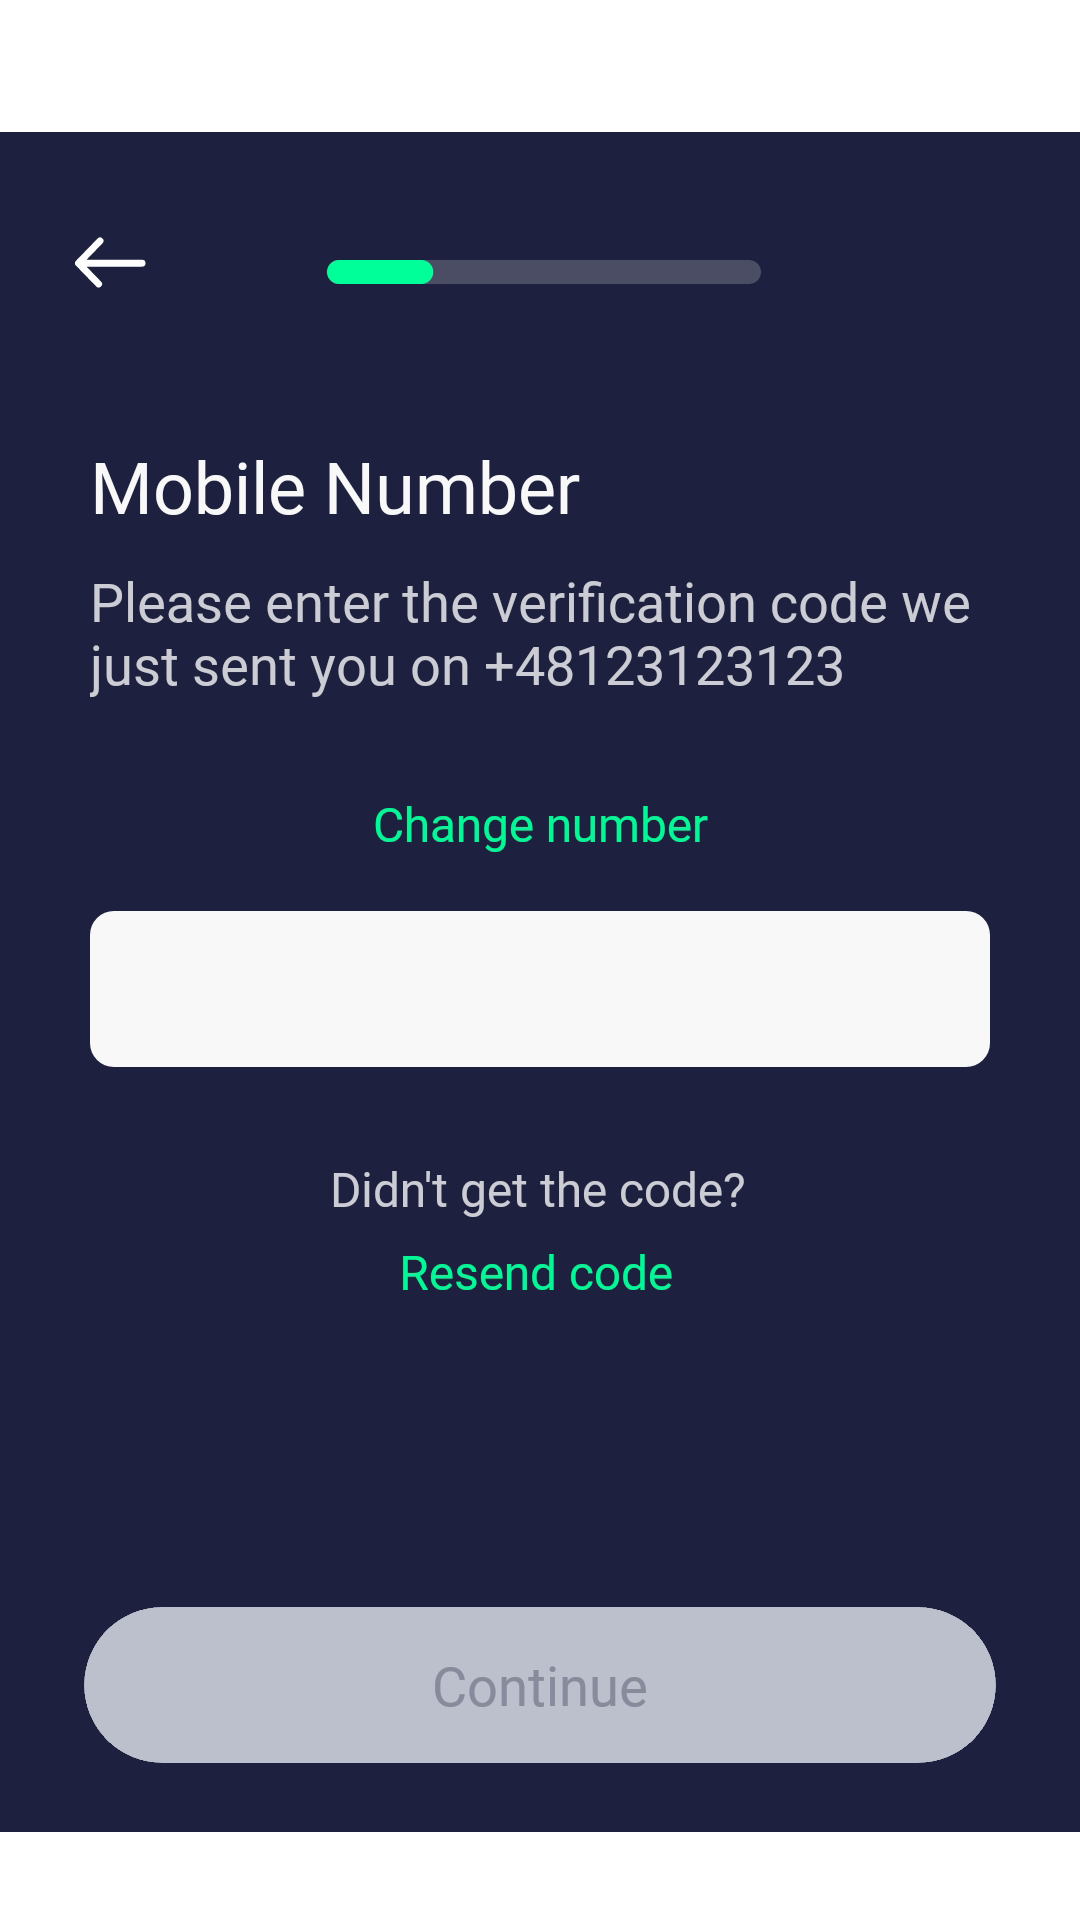 Mobile Number
Please enter the verification code we
just sent you on +48123123123
Change number
Didn't get the code?
Resend code
Continue